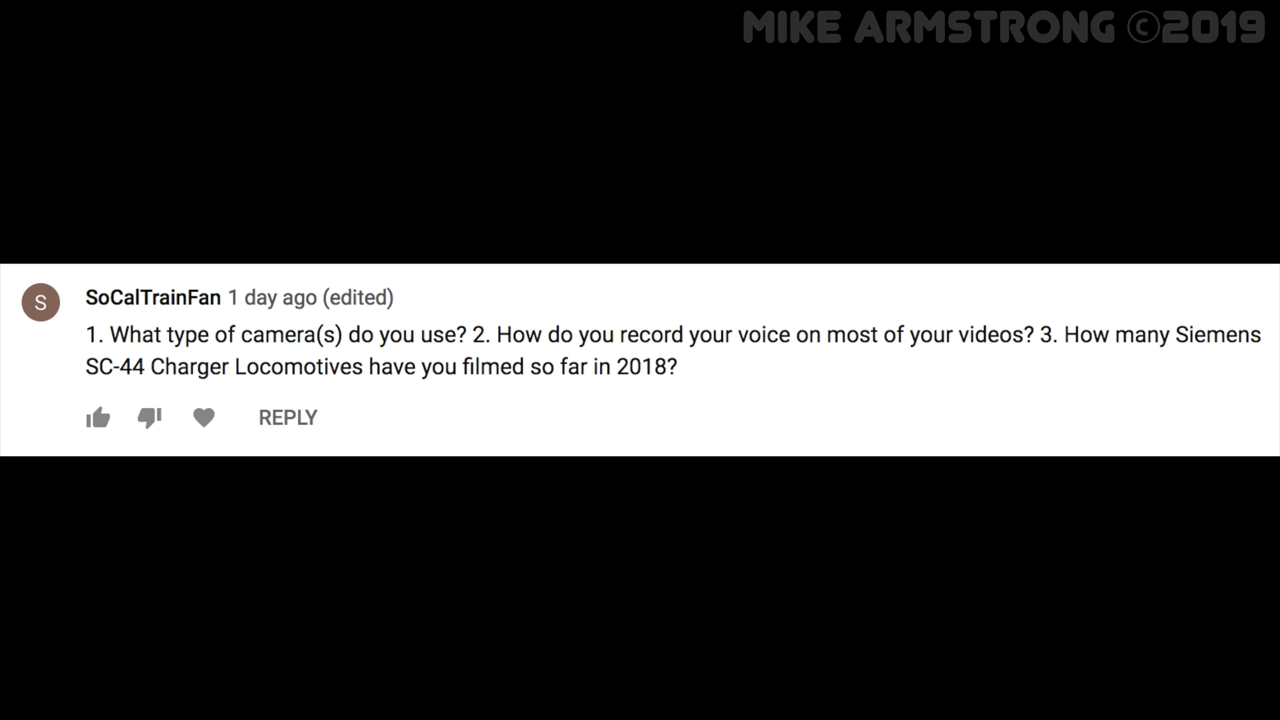 MIKE ARMSTRONG ©2019
S
SoCalTrainFan 1 day ago (edited)
1. What type of camera(s) do you use? 2. How do you record your voice on most of your videos? 3. How many Siemens
SC-44 Charger Locomotives have you filmed so far in 2018?
REPLY